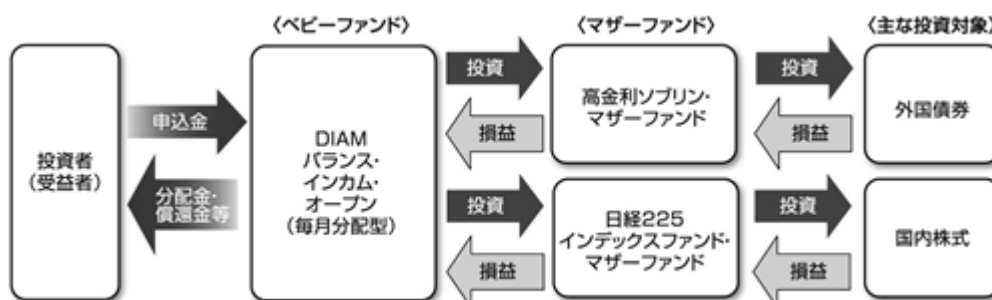 〈ベビーファンド〉
〈マザーファンド〉
〈主な投資対象〉
投資者
（受益者）
申込金
分配金・
償還金等
DIAM
バランス・
インカム・
オープン
（毎月分配型）
投資
損益
高金利ソブリン・
マザーファンド
投資
損益
外国債券
投資
損益
日経225
インデックスファンド・
マザーファンド
投資
損益
国内株式